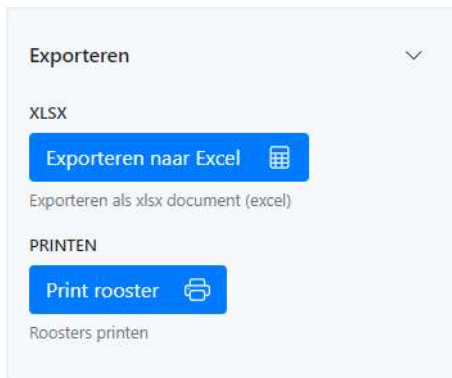 Exporteren
XLSX
Exporteren naar Excel
Exporteren als xlsx document (excel)
PRINTEN
Print rooster
Roosters printen